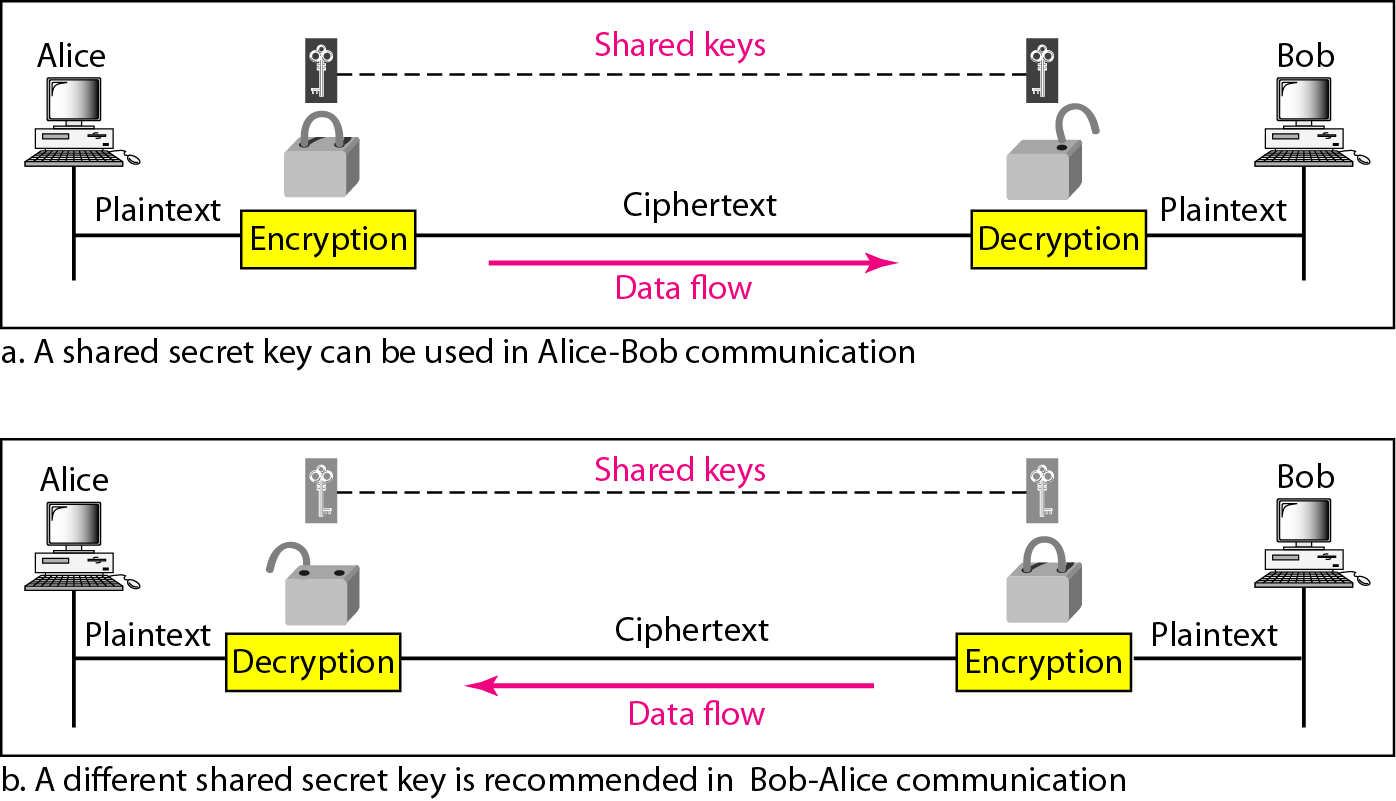 Alice
Shared keys
Bob
Plaintext
Encryption
Ciphertext
Decryption
Plaintext
Data flow
a. A shared secret key can be used in Alice-Bob communication
Alice
Shared keys
Bob
Plaintext
Decryption
Ciphertext
Encryption
Plaintext
Data flow
b. A different shared secret key is recommended in Bob-Alice communication